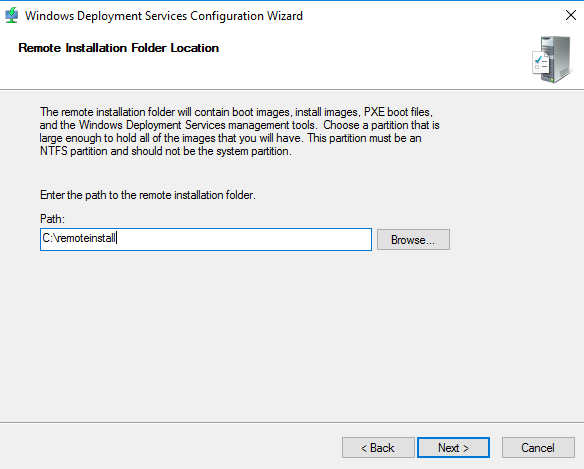 Windows Deployment Services Configuration Wizard
Remote Installation Folder Location
The remote installation folder will contain boot images, install images, PXE boot files,
and the Windows Deployment Services management tools.  Choose a partition that is
large enough to hold all of the images that you will have. This partition must be an
NTFS partition and should not be the system partition.
Enter the path to the remote installation folder.
Path:
C:\remoteinstall
Browse...
< Back
Next >
Cancel